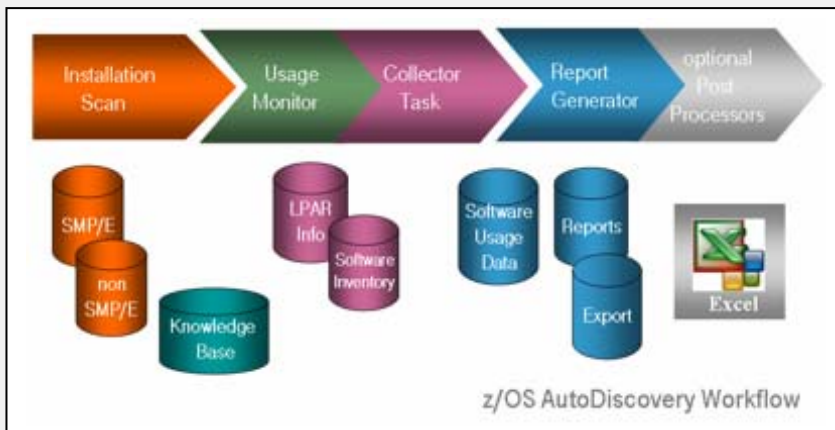 Installation
Scan
Usage
Monitor
Collector
Task
Report
Generator
optional
Post
Processors
SMP/E
non
SMP/E
Knowledge
Base
LPAR
Info
Software
Inventory
Software
Usage
Data
Reports
Export
Excel
z/OS AutoDiscovery Workflow